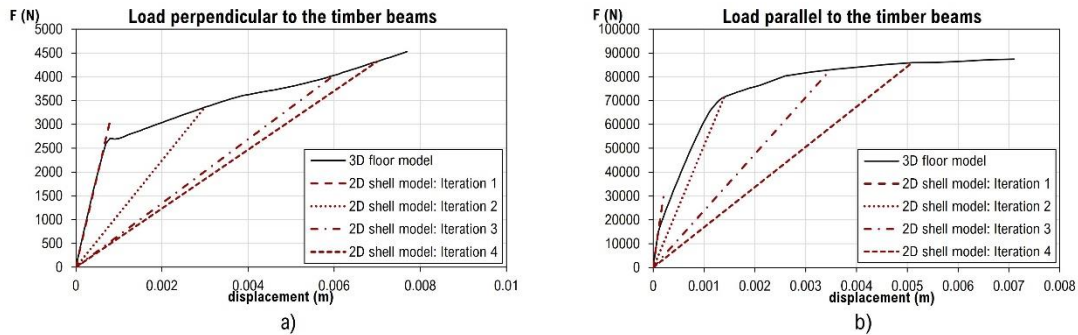 F (N)
Load perpendicular to the timber beams
5000
4500
4000
3500
3000
2500
2000
1500
1000
500
0
3D floor model
2D shell model: Iteration 1
2D shell model: Iteration 2
2D shell model: Iteration 3
2D shell model: Iteration 4
0 0.002 0.004 0.006 0.008 0.01
displacement (m)
a)
F (N)
Load parallel to the timber beams
100000
90000
80000
70000
60000
50000
40000
30000
20000
10000
0
3D floor model
2D shell model: Iteration 1
2D shell model: Iteration 2
2D shell model: Iteration 3
2D shell model: Iteration 4
0 0.001 0.002 0.003 0.004 0.005 0.006 0.007 0.008
displacement (m)
b)